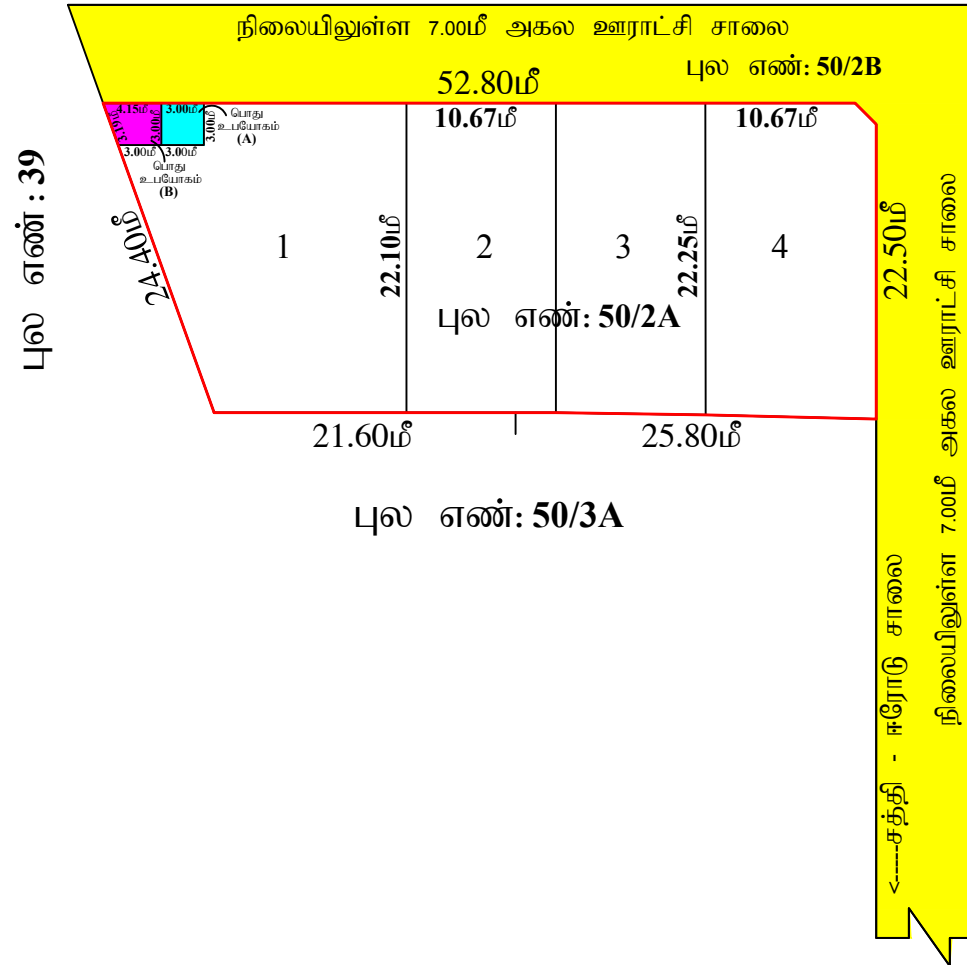 நிலையிலுள்ள 7.00மீ அகல ஊராட்சி சாலை
புல எண்: 50/2B
52.80மீ
4.15மீ
3.00மீ
பொது
உபயோகம்
(A)
3.19மீ
3.00மீ
3.00மீ
3.00மீ
3.00மீ
பொது
உபயோகம்
(B)
10.67மீ
10.67மீ
புல எண் : 39
24.40மீ
1
22.10மீ
2
3
22.25மீ
4
22.50மீ
புல எண்: 50/2A
21.60மீ
25.80மீ
புல எண்: 50/3A
நிலையிலுள்ள 7.00மீ அகல ஊராட்சி சாலை
<-----சத்தி - ஈரோடு சாலை